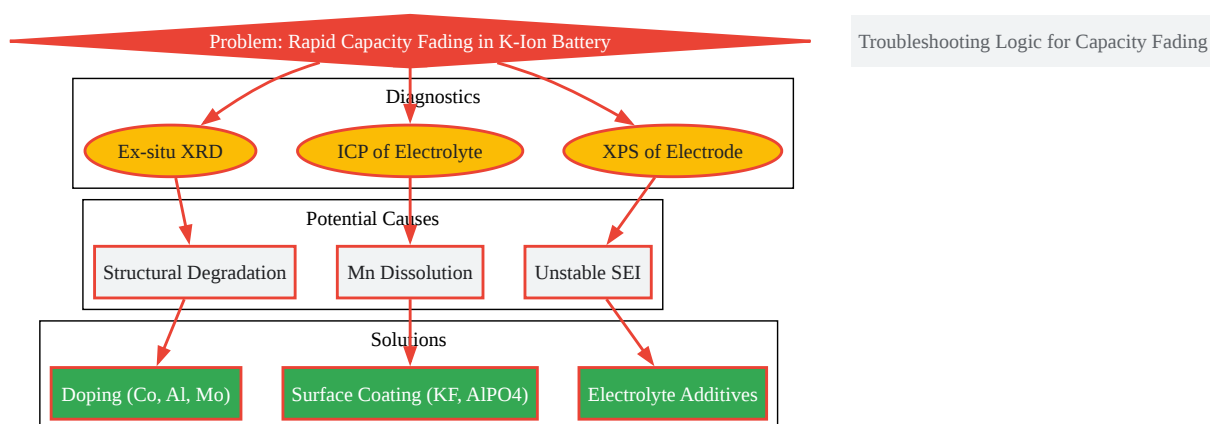 Problem: Rapid Capacity Fading in K-Ion Battery
Troubleshooting Logic for Capacity Fading
Diagnostics
Ex-situ XRD
ICP of Electrolyte
XPS of Electrode
Potential Causes
Structural Degradation
Mn Dissolution
Unstable SEI
Solutions
Doping (Co, Al, Mo)
Surface Coating (KF, AlPO4)
Electrolyte Additives